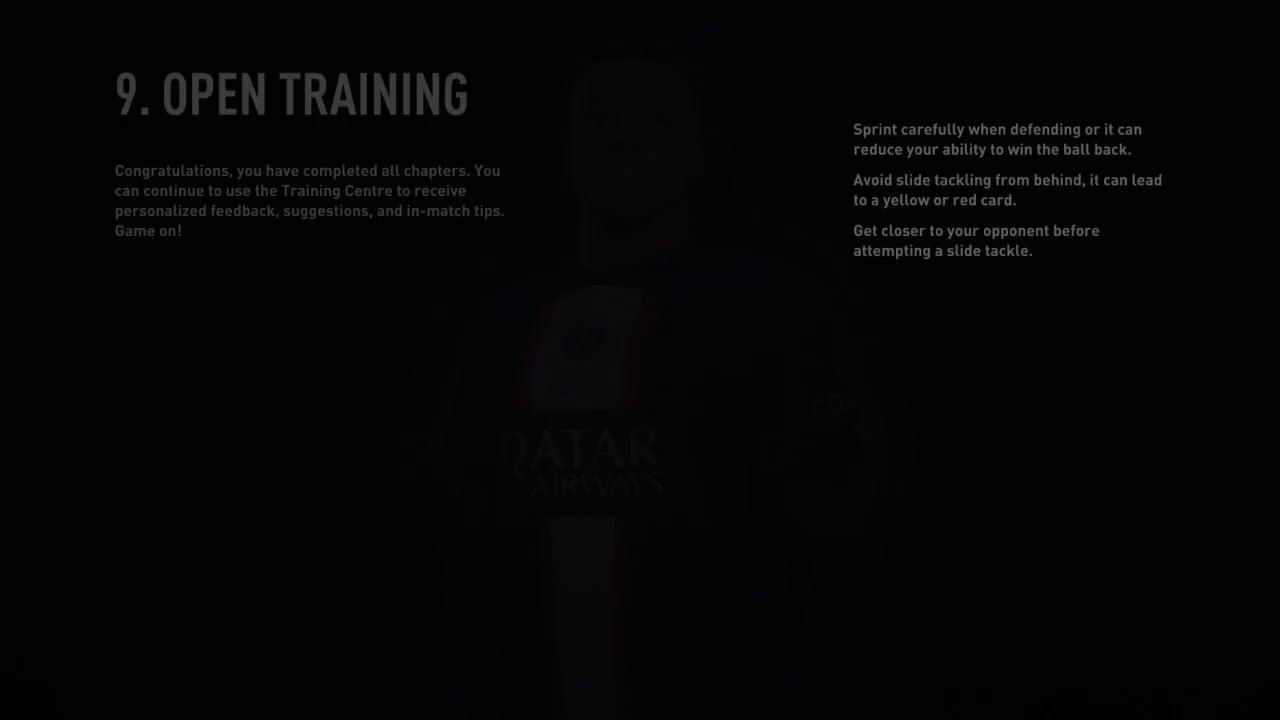 9. OPEN TRAINING
Congratulations, you have completed all chapters. You
can continue to use the Training Centre to receive
personalized feedback, suggestions, and in-match tips.
Game on!
Sprint carefully when defending or it can
reduce your ability to win the ball back.
Avoid slide tackling from behind, it can lead
to a yellow or red card.
Get closer to your opponent before
attempting a slide tackle.
QATAR
AIRWAYS